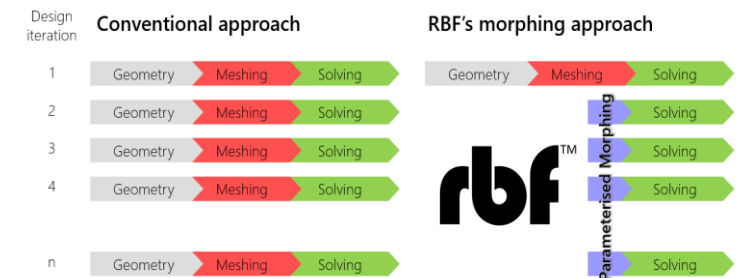 Design
iteration
Conventional approach
RBF's morphing approach
1
Geometry Meshing Solving
Geometry Meshing Solving
2
Geometry Meshing Solving
Solving
3
Geometry Meshing Solving
Solving
4
Geometry Meshing Solving
Solving
n
Geometry Meshing Solving
Solving
Parameterised Morphing
rbf™